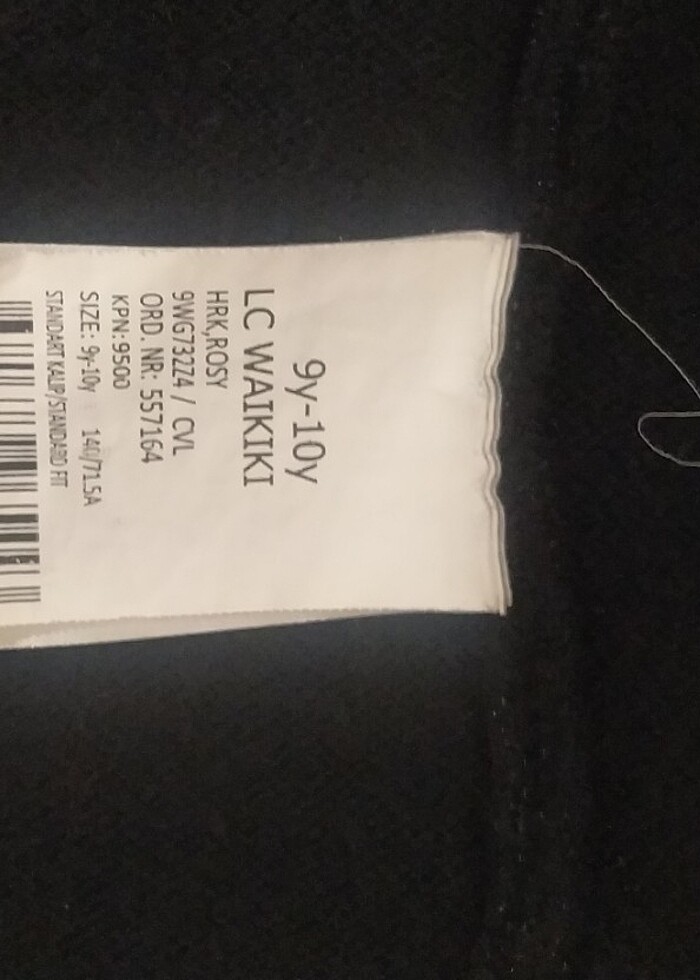 9y-10y
LC WAIKIKI
HRK,ROSY
9WG732Z4 / CVL
ORD. NR: 557164
KPN:9500
SIZE: 9y-10y 140/71.5A
STANDART KALIP/STANDARD FIT